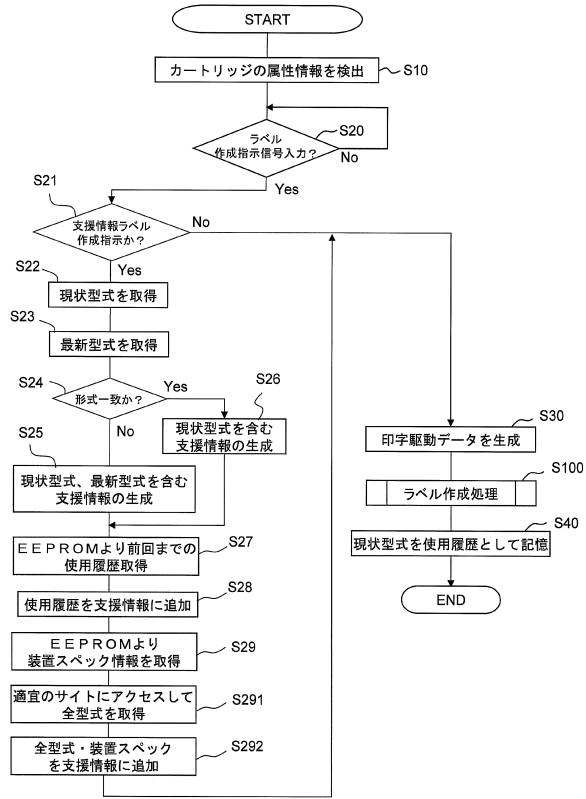 START
カートリッジの属性情報を検出
S10
ラベル
作成指示信号入力？
S20
No
Yes
S21
支援情報ラベル
作成指示か？
No
Yes
S22
現状型式を取得
S23
最新型式を取得
S24
形式一致か？
Yes
No
S26
現状型式を含む
支援情報の生成
S25
現状型式、最新型式を含む
支援情報の生成
S27
ＥＥＰＲＯＭより前回までの
使用履歴取得
S28
使用履歴を支援情報に追加
S29
ＥＥＰＲＯＭより
装置スペック情報を取得
S291
適宜のサイトにアクセスして
全型式を取得
S292
全型式・装置スペック
を支援情報に追加
S30
印字駆動データを生成
S100
ラベル作成処理
S40
現状型式を使用履歴として記憶
END